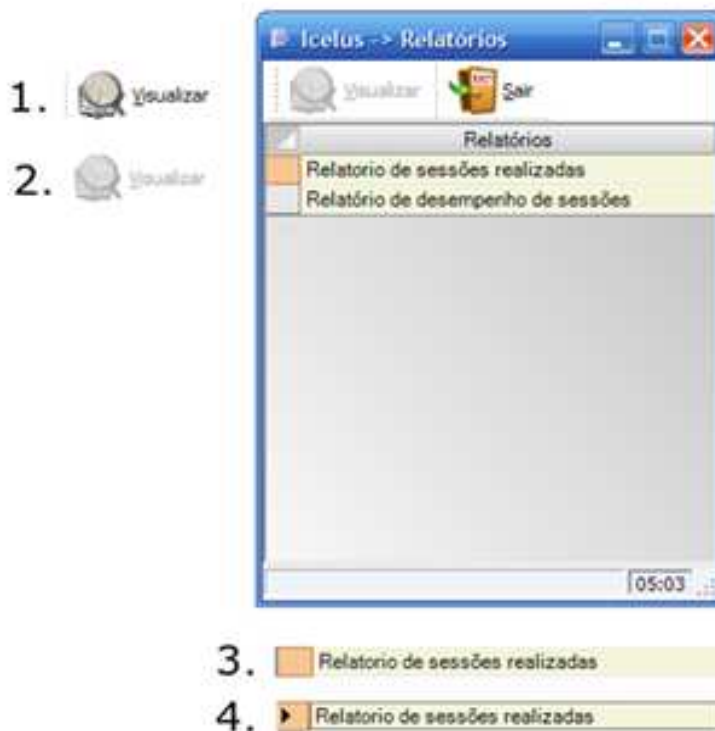 Icelus -> Relatórios
1. Visualizar
Visualizar Sair
2. Visualizar
Relatórios
Relatorio de sessões realizadas
Relatório de desempenho de sessões
05:03
3. Relatorio de sessões realizadas
4. Relatorio de sessões realizadas